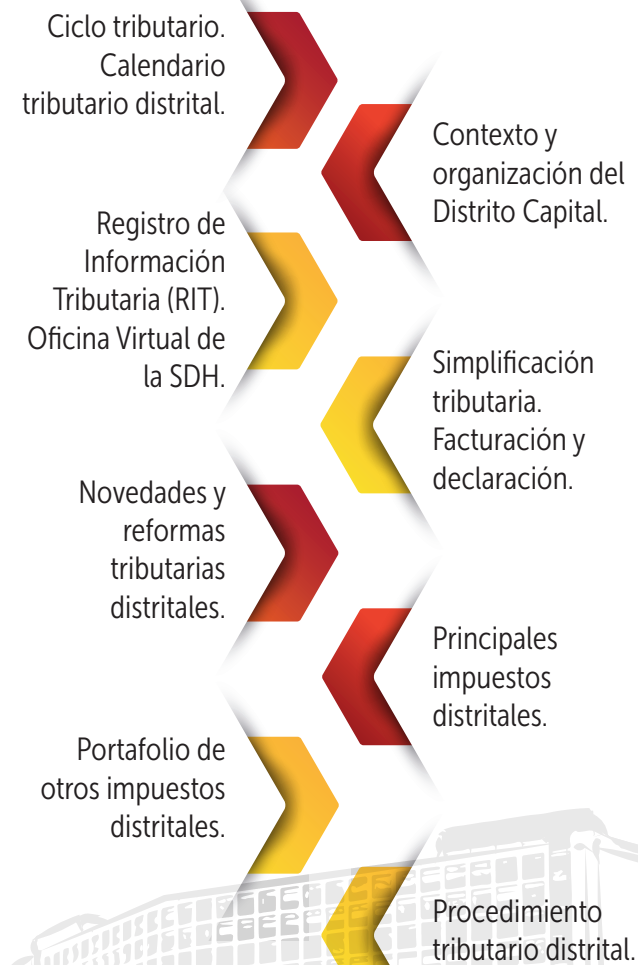 Ciclo tributario.
Calendario
tributario distrital.
Contexto y
organización del
Distrito Capital.
Registro de
Información
Tributaria (RIT).
Oficina Virtual de
la SDH.
Simplificación
tributaria.
Facturación y
declaración.
Novedades y
reformas
tributarias
distritales.
Principales
impuestos
distritales.
Portafolio de
otros impuestos
distritales.
Procedimiento
tributario distrital.